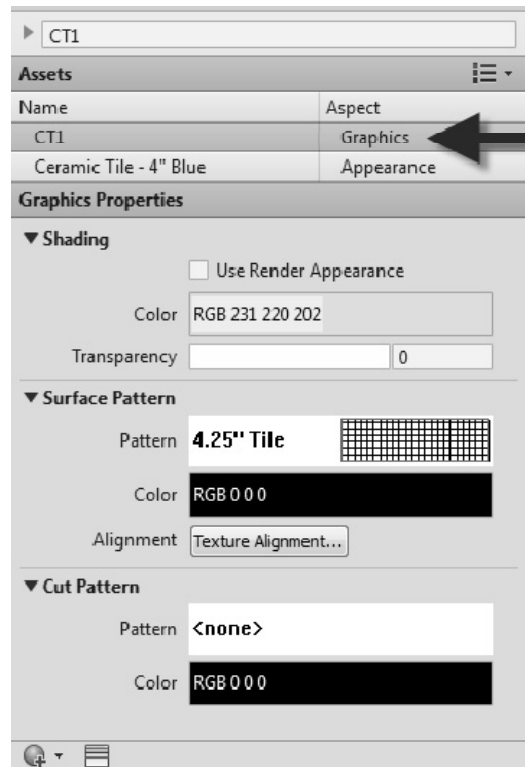 CT1
Assets
Name Aspect
CT1 Graphics
Ceramic Tile - 4" Blue Appearance
Graphics Properties
Shading
Use Render Appearance
Color RGB 231 220 202
Transparency 0
Surface Pattern
Pattern 4.25" Tile
Color RGB 0 0 0
Alignment Texture Alignment...
Cut Pattern
Pattern <none>
Color RGB 0 0 0